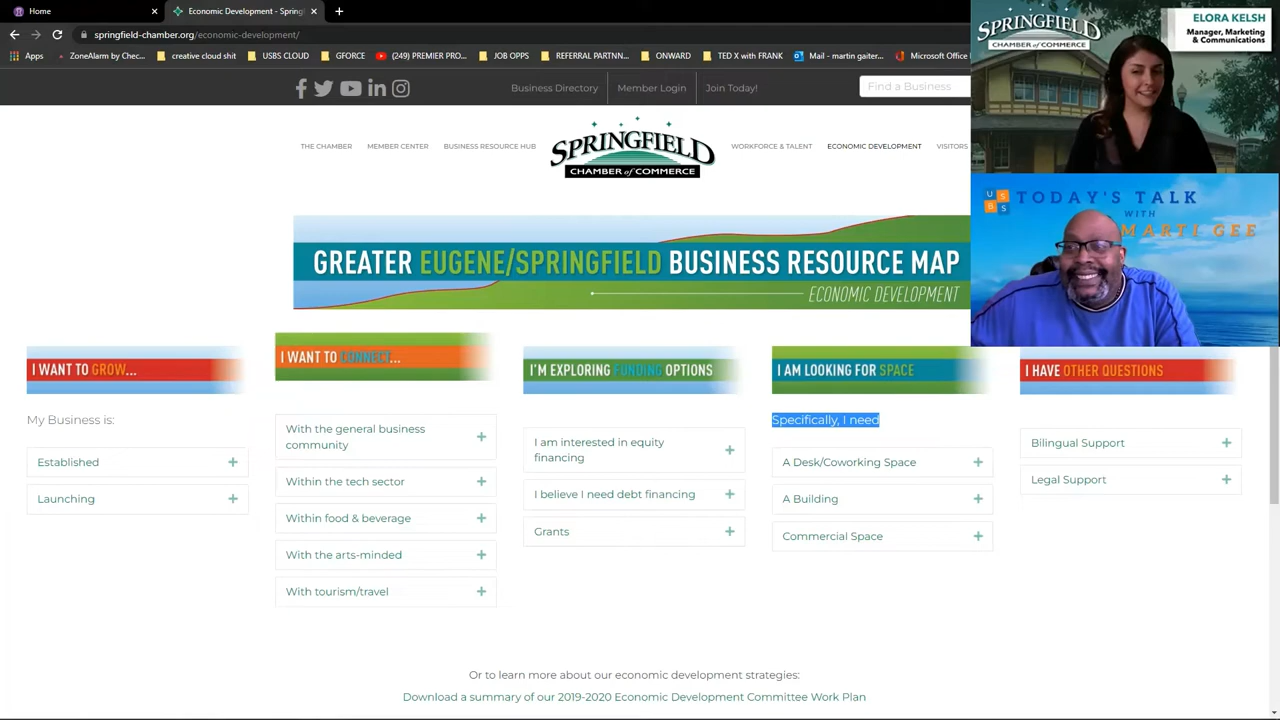 Home
Economic Development - Spring
springfield-chamber.org/economic-development/
Apps
ZoneAlarm by Chec...
creative cloud shit
GFORCE
(249) PREMIER PRO...
JOB OPPS
REFERRAL PARTNN...
ONWARD
TED X with FRANK
Mail - martin gaiter...
Microsoft Office
Business Directory
Member Login
Join Today!
Find a Business
THE CHAMBER
MEMBER CENTER
BUSINESS RESOURCE HUB
SPRINGFIELD
CHAMBER of COMMERCE
WORKFORCE & TALENT
ECONOMIC DEVELOPMENT
VISITORS
SPRINGFIELD
CHAMBER of COMMERCE
ELORA KELSH
Manager, Marketing
& Communications
U S
B S
TODAY'S TALK
WITH
MARTI GEE
GREATER EUGENE/SPRINGFIELD BUSINESS RESOURCE MAP
ECONOMIC DEVELOPMENT
I WANT TO GROW...
My Business is:
Established
Launching
I WANT TO CONNECT...
With the general business
community
Within the tech sector
Within food & beverage
With the arts-minded
With tourism/travel
I'M EXPLORING FUNDING OPTIONS
I am interested in equity
financing
I believe I need debt financing
Grants
I AM LOOKING FOR SPACE
Specifically, I need
A Desk/Coworking Space
A Building
Commercial Space
I HAVE OTHER QUESTIONS
Bilingual Support
Legal Support
Or to learn more about our economic development strategies:
Download a summary of our 2019-2020 Economic Development Committee Work Plan